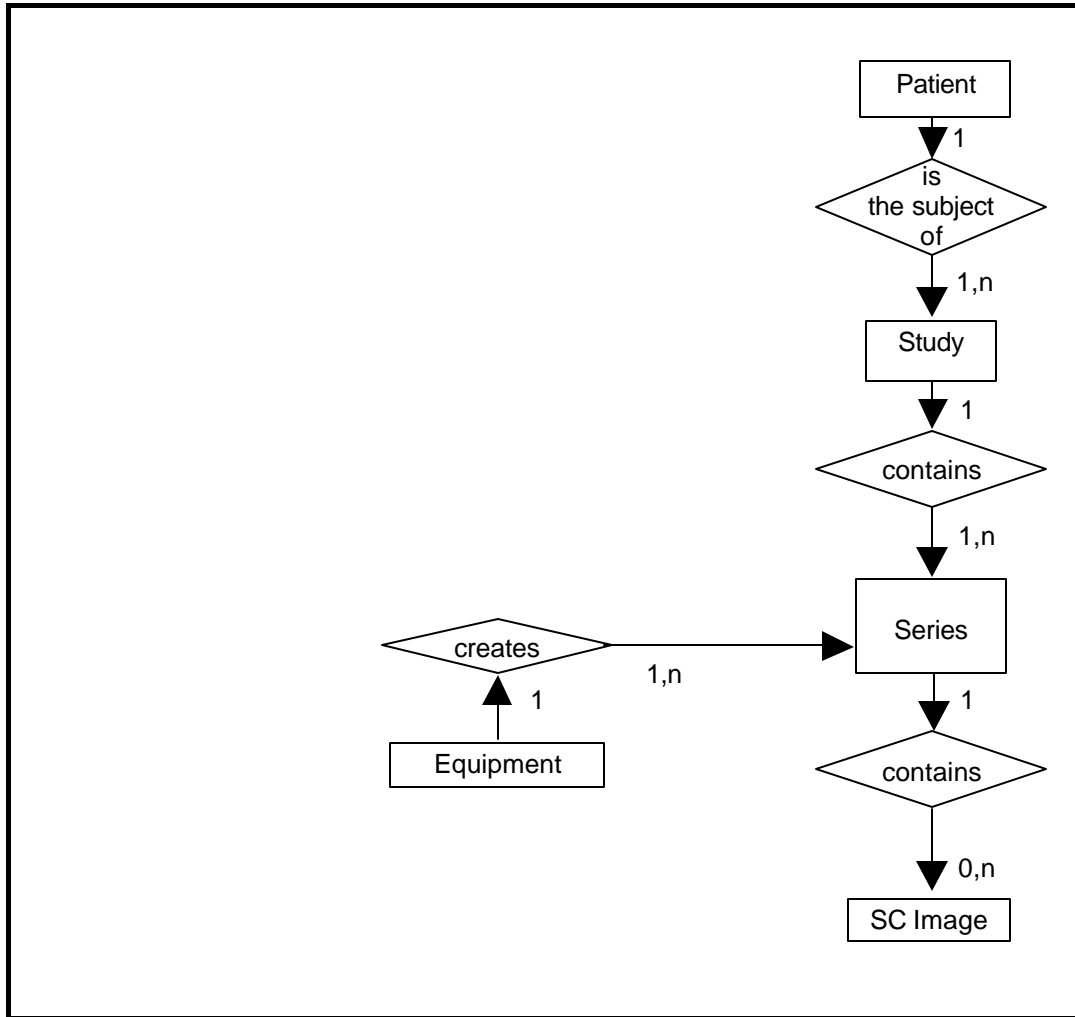 Patient
1
is
the subject
of
1,n
Study
1
contains
1,n
Series
creates
1,n
1
1
Equipment
contains
0,n
SC Image